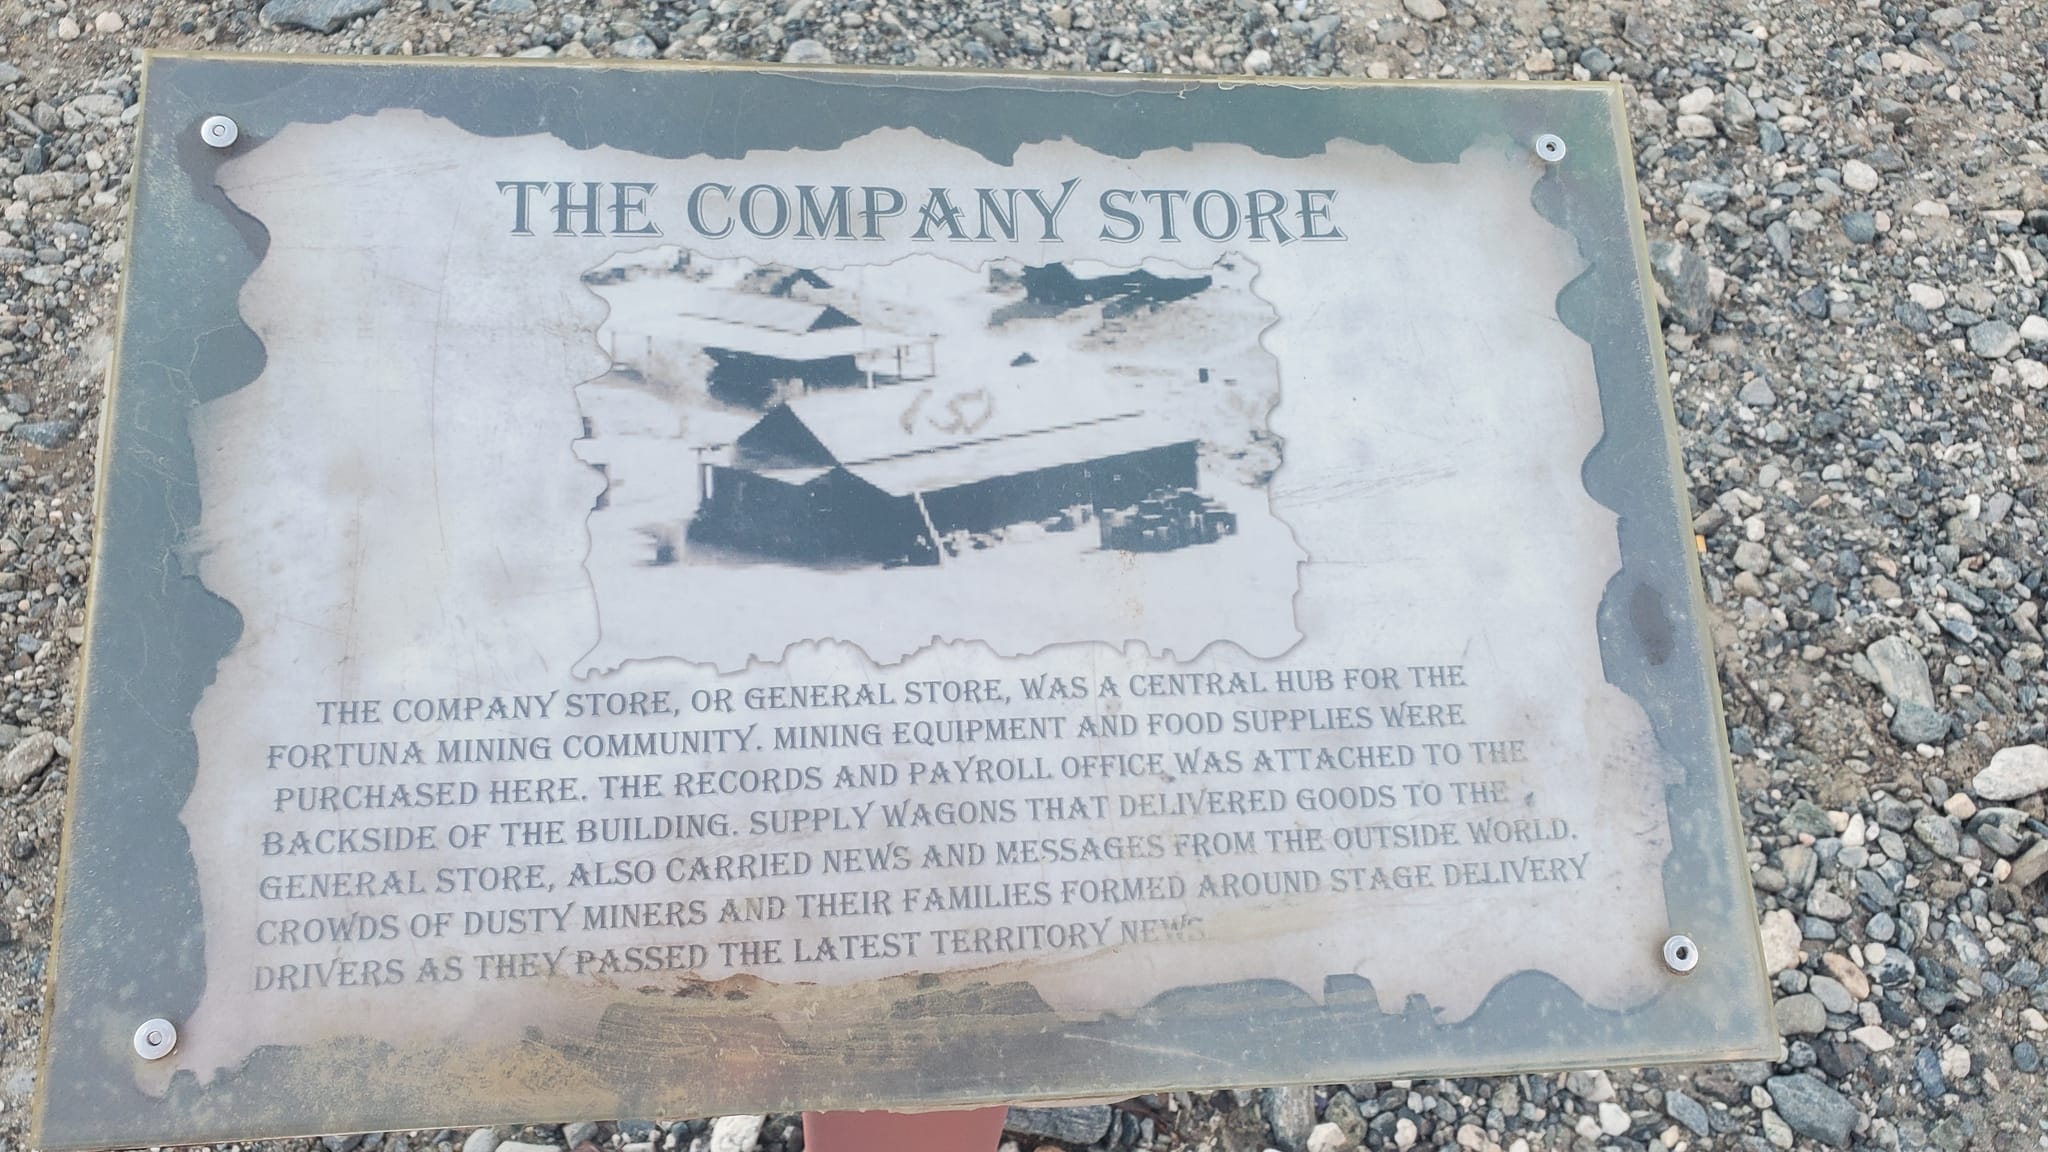 THE COMPANY STORE
(5)
THE COMPANY STORE, OR GENERAL STORE, WAS A CENTRAL HUB FOR THE
FORTUNA MINING COMMUNITY. MINING EQUIPMENT AND FOOD SUPPLIES WERE
PURCHASED HERE. THE RECORDS AND PAYROLL OFFICE WAS ATTACHED TO THE
BACKSIDE OF THE BUILDING. SUPPLY WAGONS THAT DELIVERED GOODS TO THE
GENERAL STORE, ALSO CARRIED NEWS AND MESSAGES FROM THE OUTSIDE WORLD.
CROWDS OF DUSTY MINERS AND THEIR FAMILIES FORMED AROUND STAGE DELIVERY
DRIVERS AS THEY PASSED THE LATEST TERRITORY NEWS